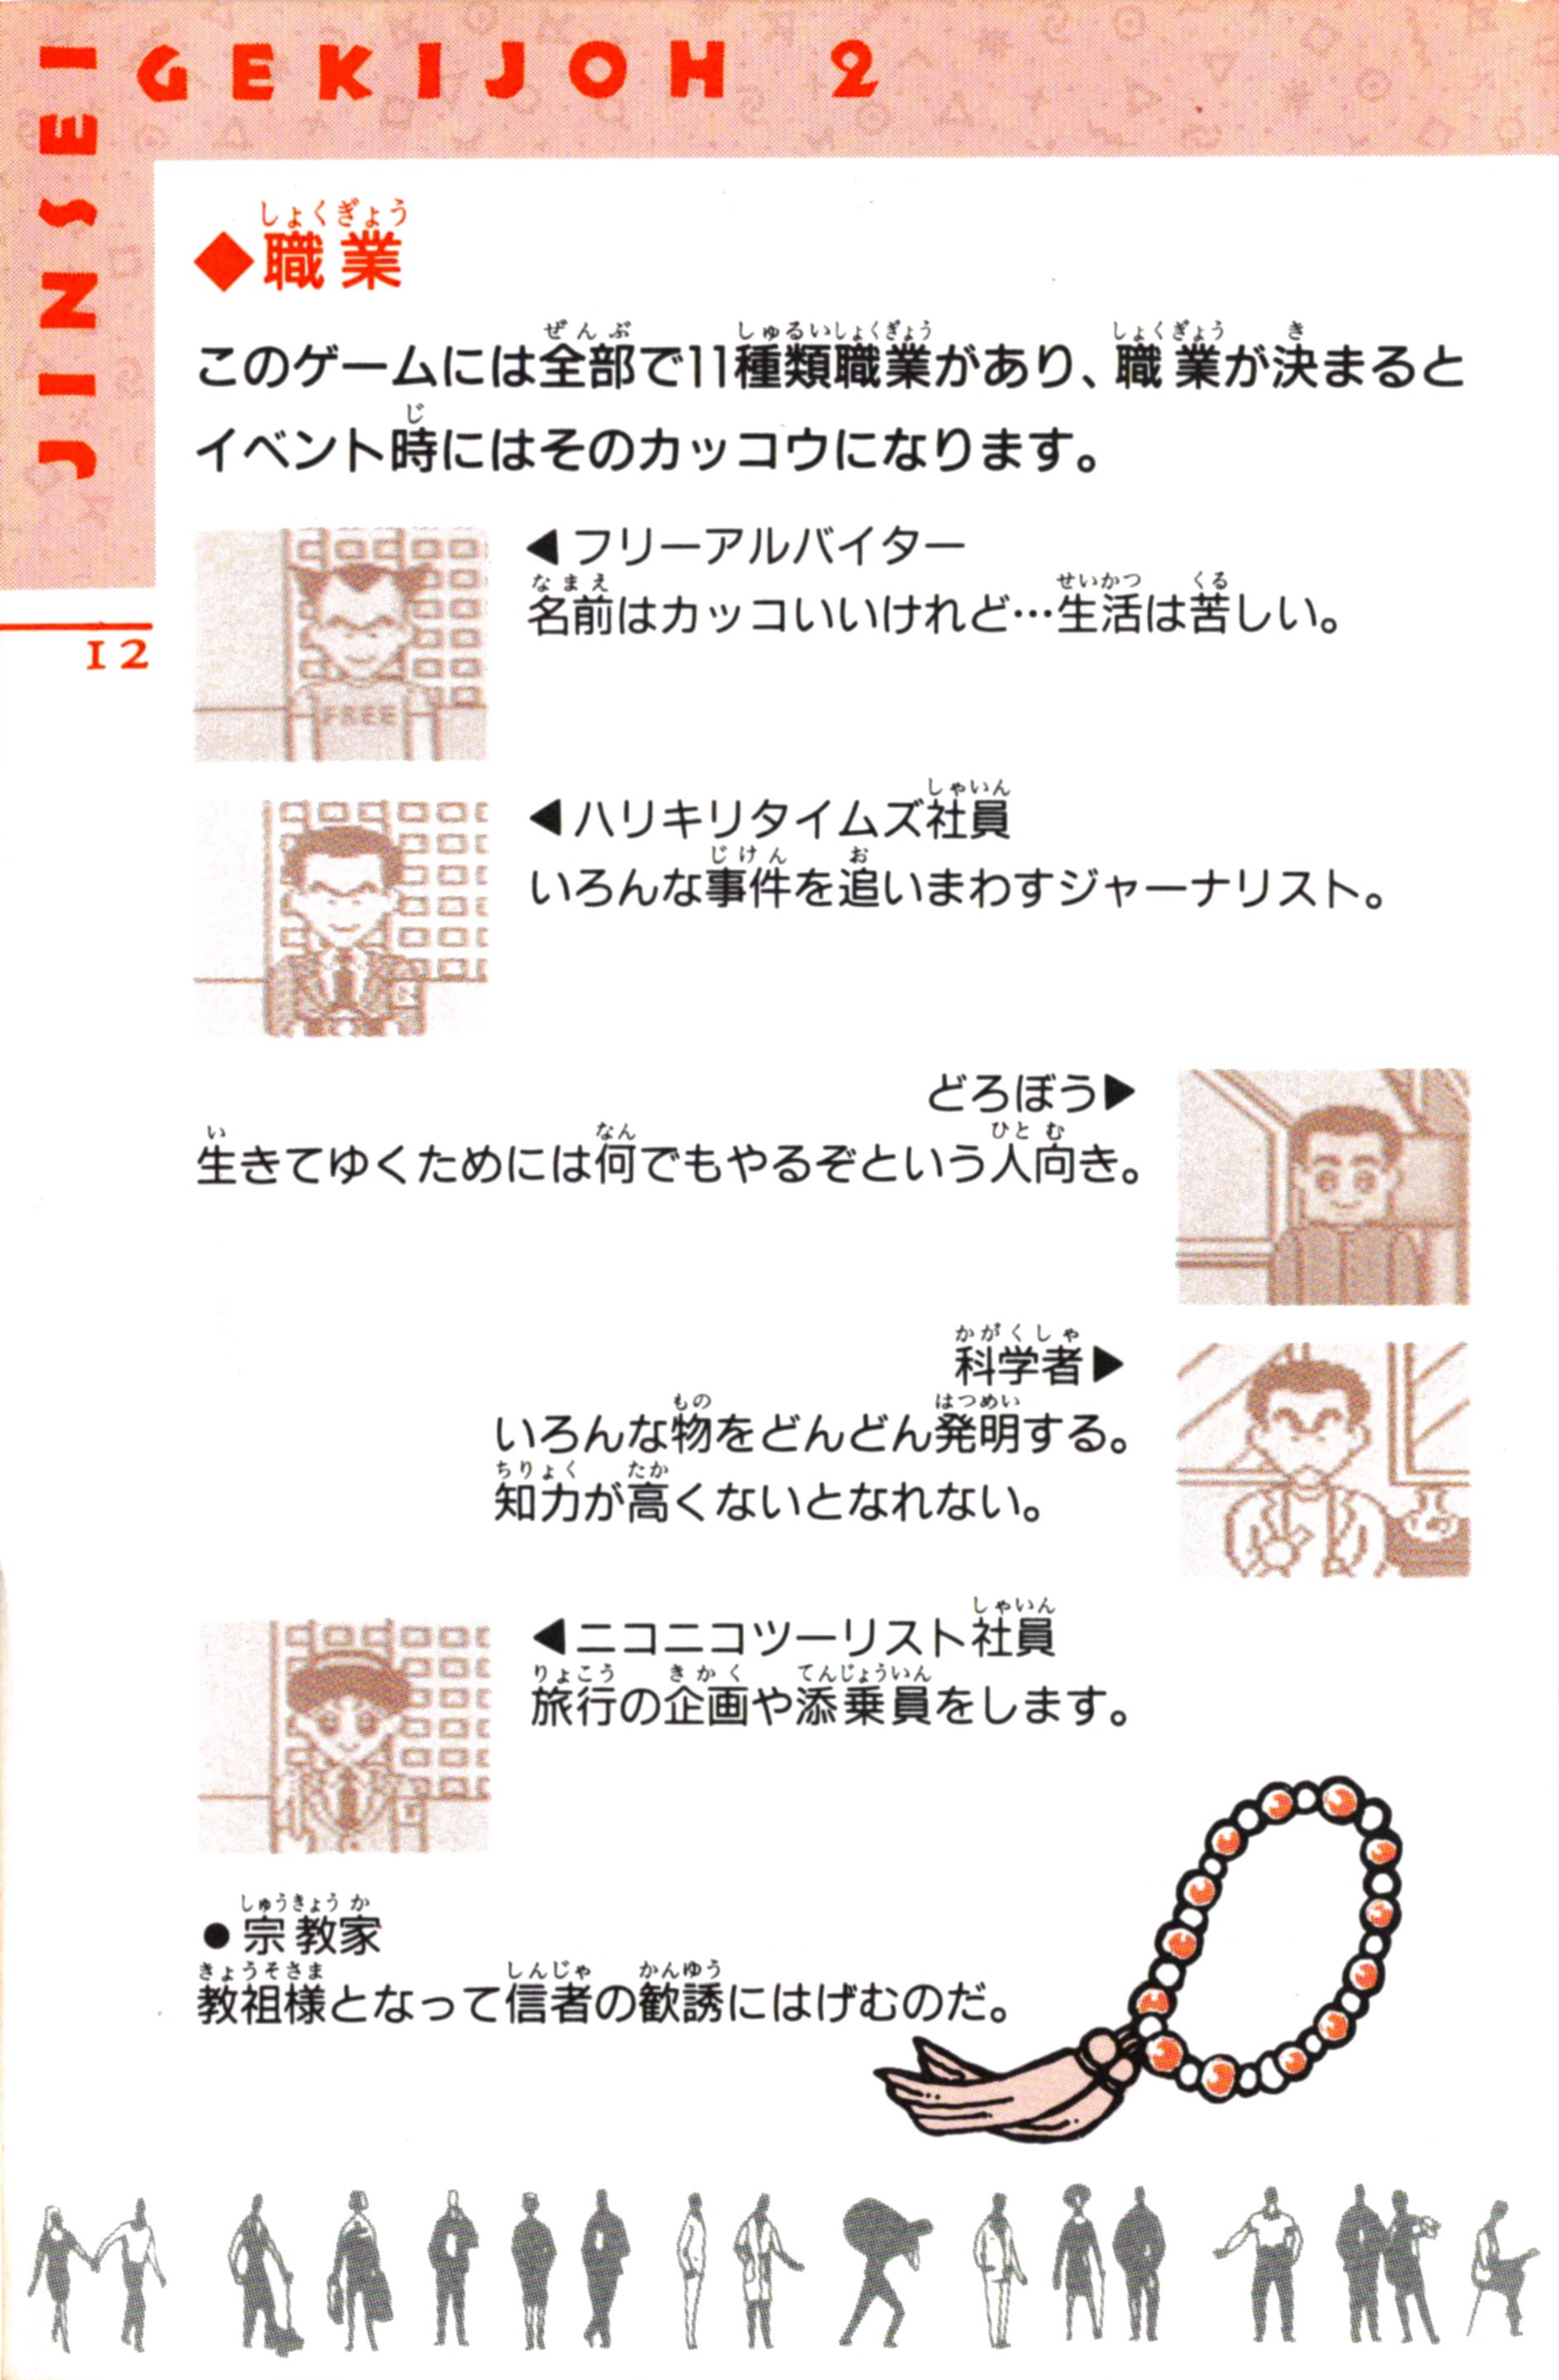 JINSEI GEKIJOH 2
◆職業
このゲームには全部で11種類職業があり、職業が決まると
イベント時にはそのカッコウになります。
12
◀フリーアルバイター
名前はカッコいいけれど…生活は苦しい。
FREE
◀ハリキリタイムズ社員
いろんな事件を追いまわすジャーナリスト。
どろぼう▶
生きてゆくためには何でもやるぞという人向き。
科学者▶
いろんな物をどんどん発明する。
知力が高くないとなれない。
◀ニコニコツーリスト社員
旅行の企画や添乗員をします。
●宗教家
教祖様となって信者の歓誘にはげむのだ。